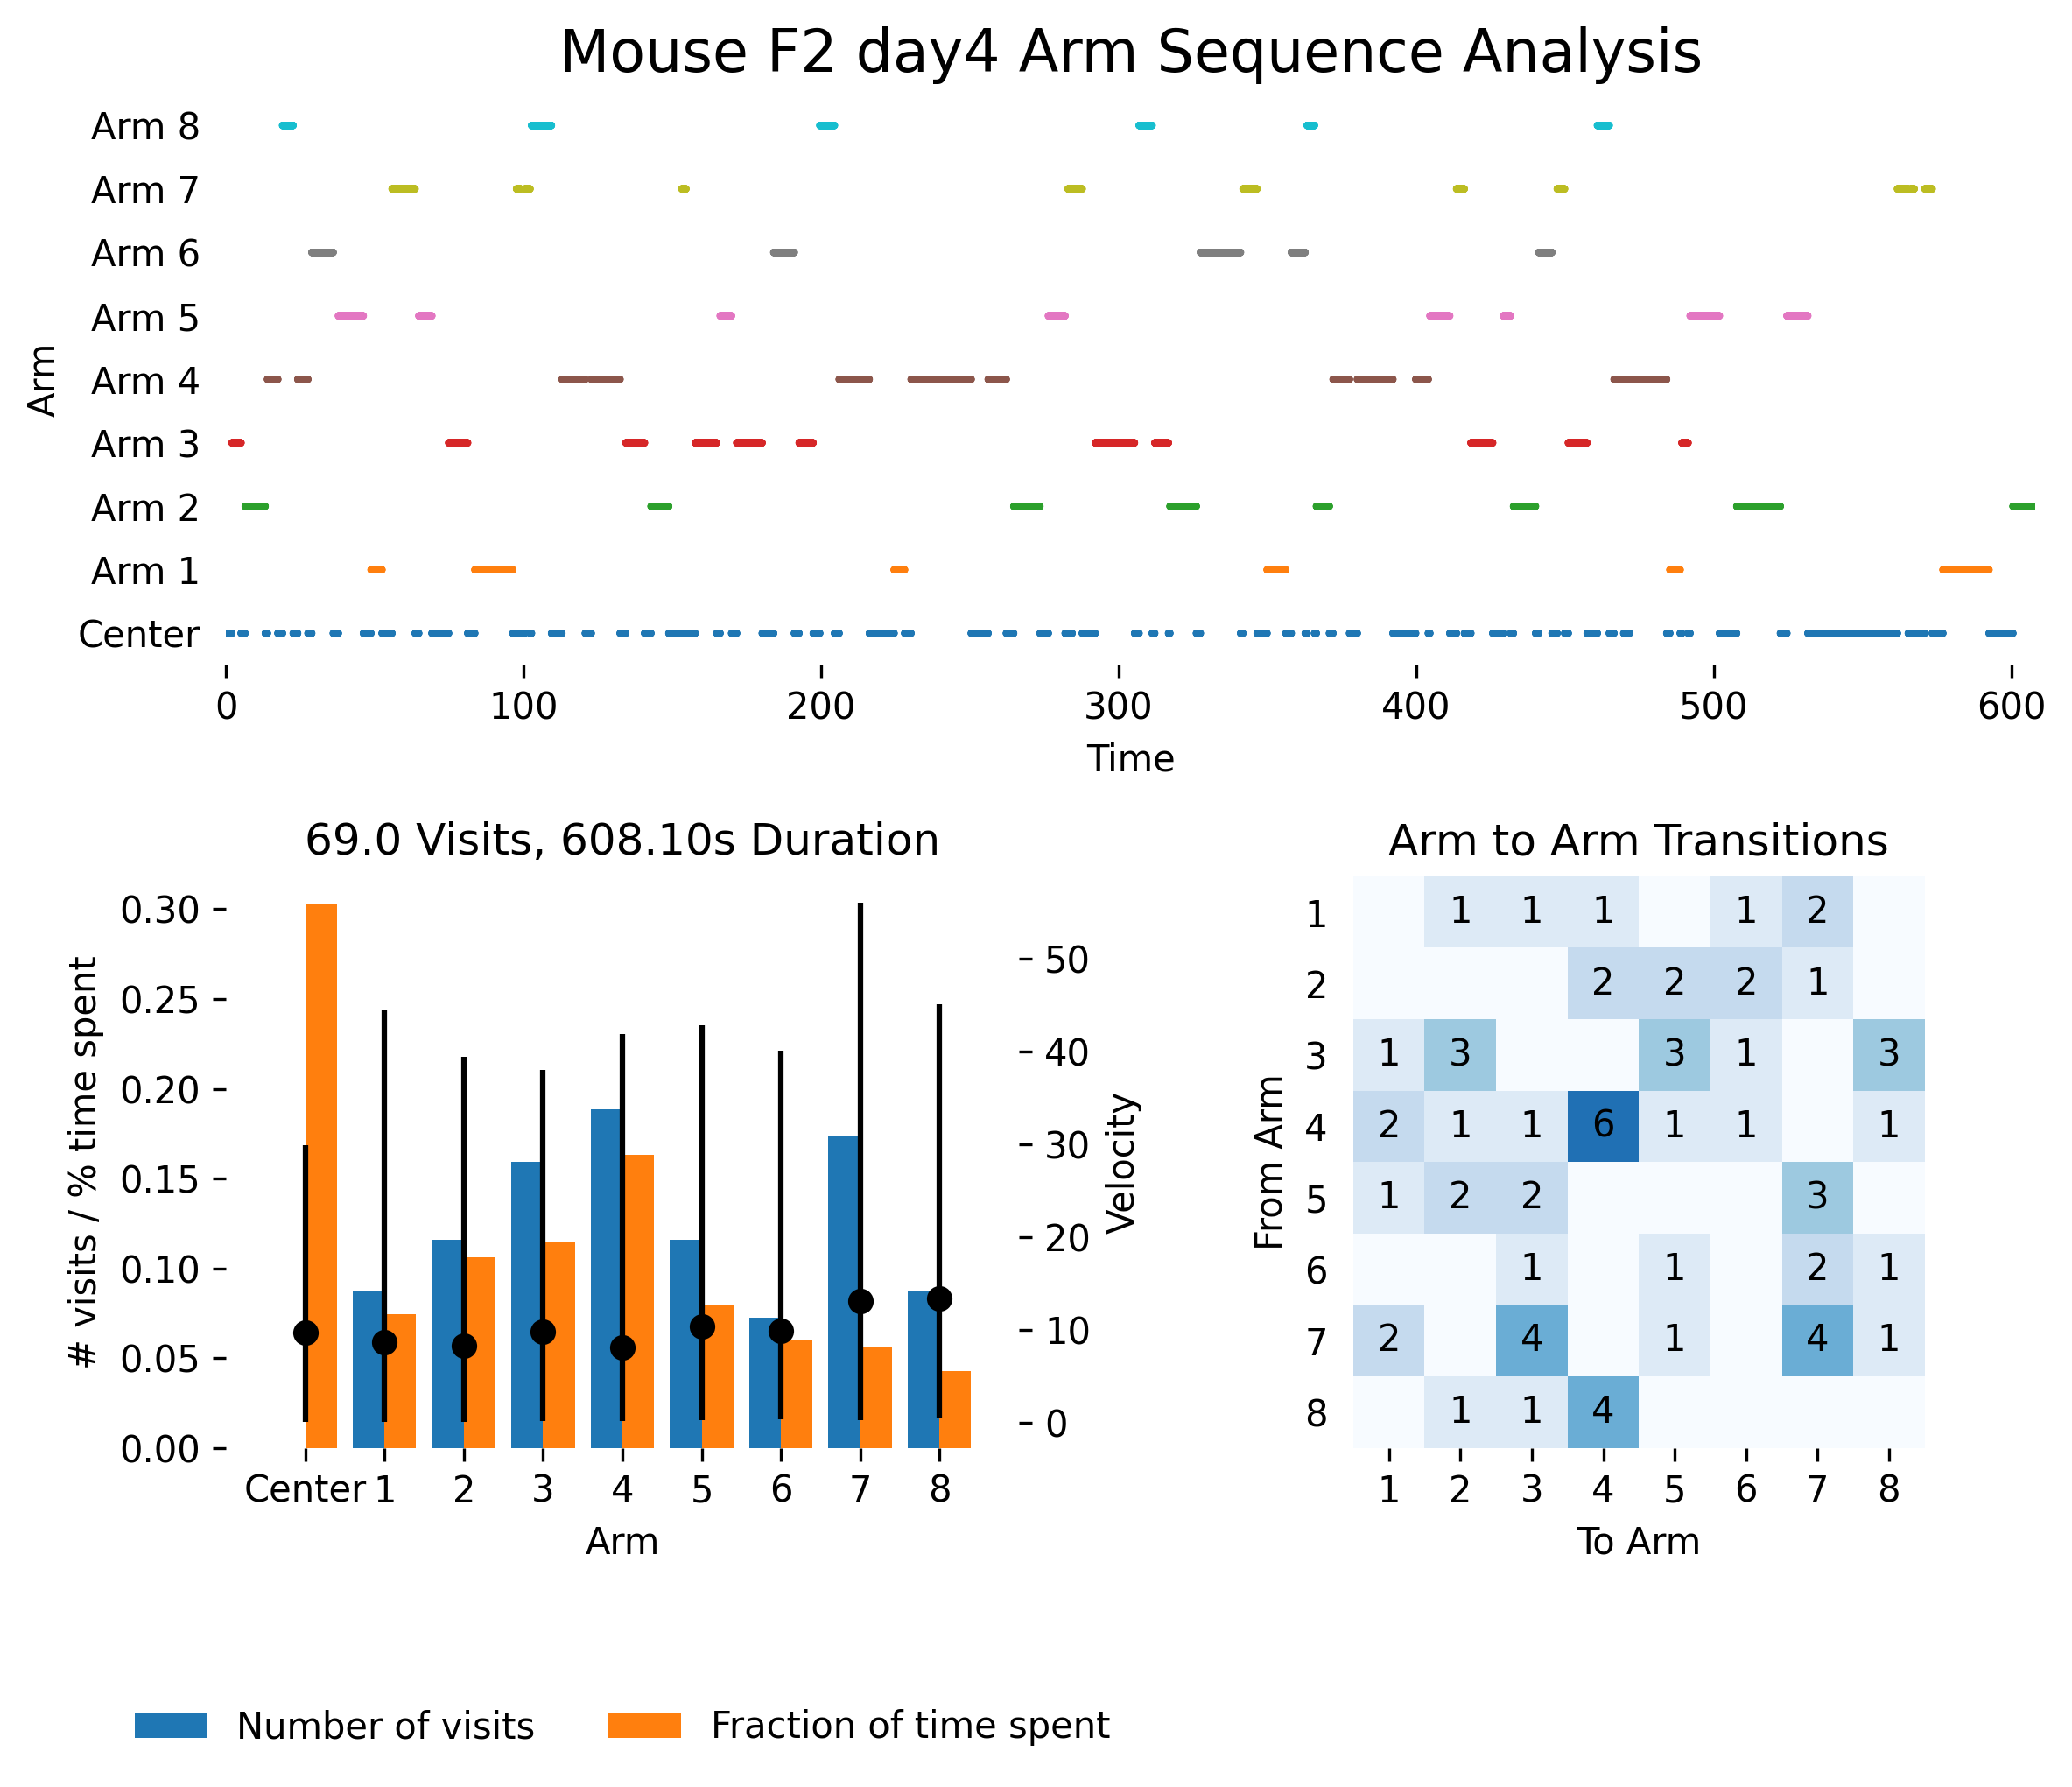 Mouse F2 day4 Arm Sequence Analysis
Arm 8
Arm 7
Arm 6
Arm 5
Arm 4
Arm 3
Arm 2
Arm 1
Center
Arm
0 100 200 300 400 500 600
Time
69.0 Visits, 608.10s Duration
0.30
0.25
0.20
0.15
0.10
0.05
0.00
# visits / % time spent
50
40
30
20
10
0
Velocity
Center 1 2 3 4 5 6 7 8
Arm
Arm to Arm Transitions
From Arm
1 1 1 1 1 2
2 2 2 2 1
3 1 3 3 1 3
4 2 1 1 6 1 1 1
5 1 2 2 3
6 1 1 2 1
7 2 4 1 4 1
8 1 1 4
1 2 3 4 5 6 7 8
To Arm
Number of visits
Fraction of time spent